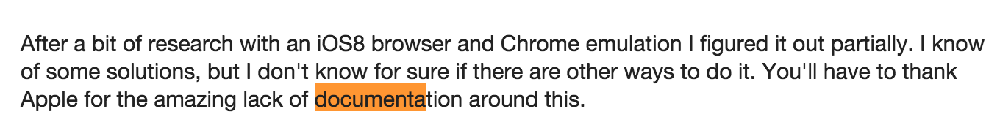 After a bit of research with an iOS8 browser and Chrome emulation I figured it out partially. I know
of some solutions, but I don't know for sure if there are other ways to do it. You'll have to thank
Apple for the amazing lack of documentation around this.